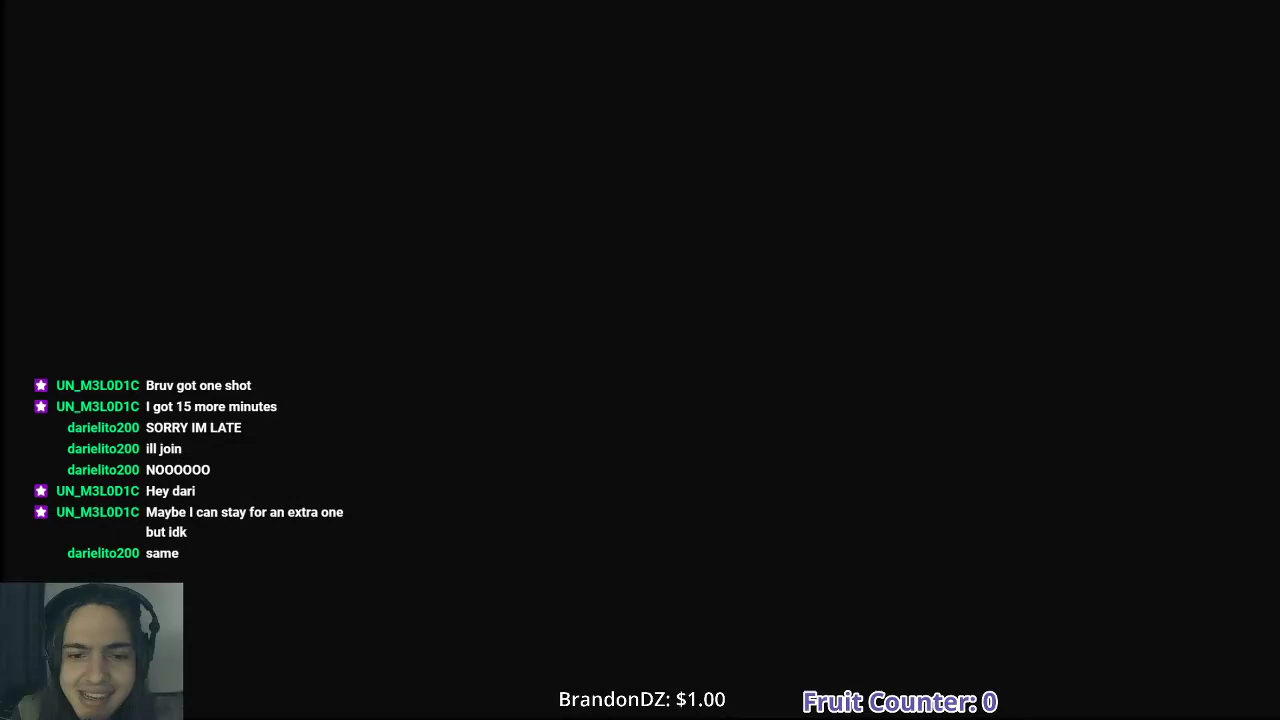 UN_M3L0D1C Bruv got one shot
UN_M3L0D1C I got 15 more minutes
darielito200 SORRY IM LATE
darielito200 ill join
darielito200 NOOOOOO
UN_M3L0D1C Hey dari
UN_M3L0D1C Maybe I can stay for an extra one
but idk
darielito200 same
BrandonDZ: $1.00
Fruit Counter: 0